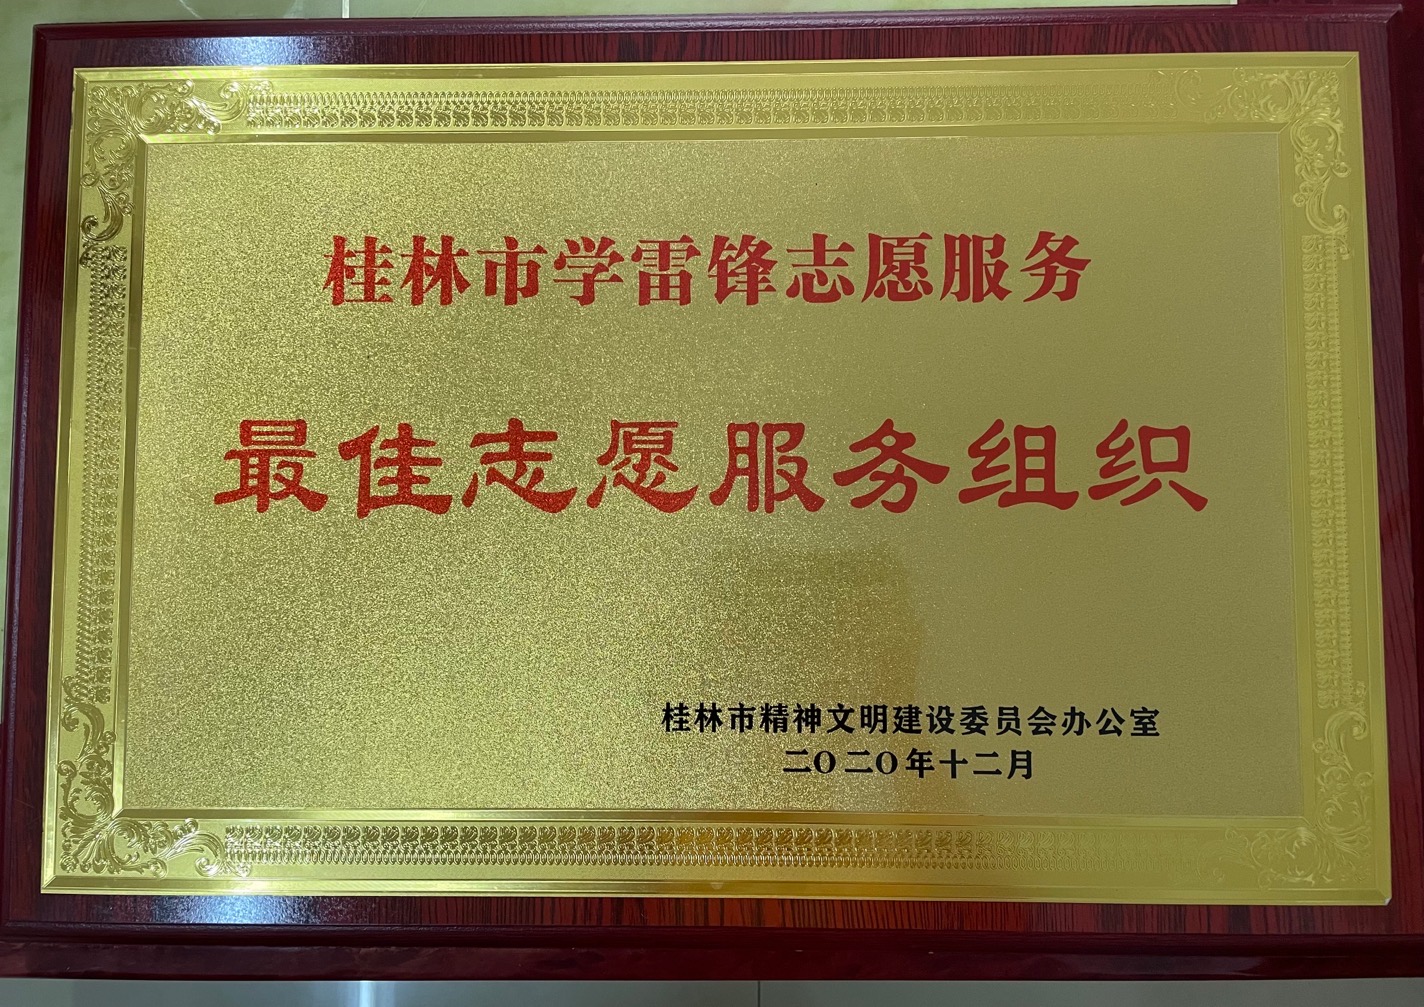 桂林市学雷锋志愿服务
最佳志愿服务组织
桂林市精神文明建设委员会办公室
二〇二〇年十二月